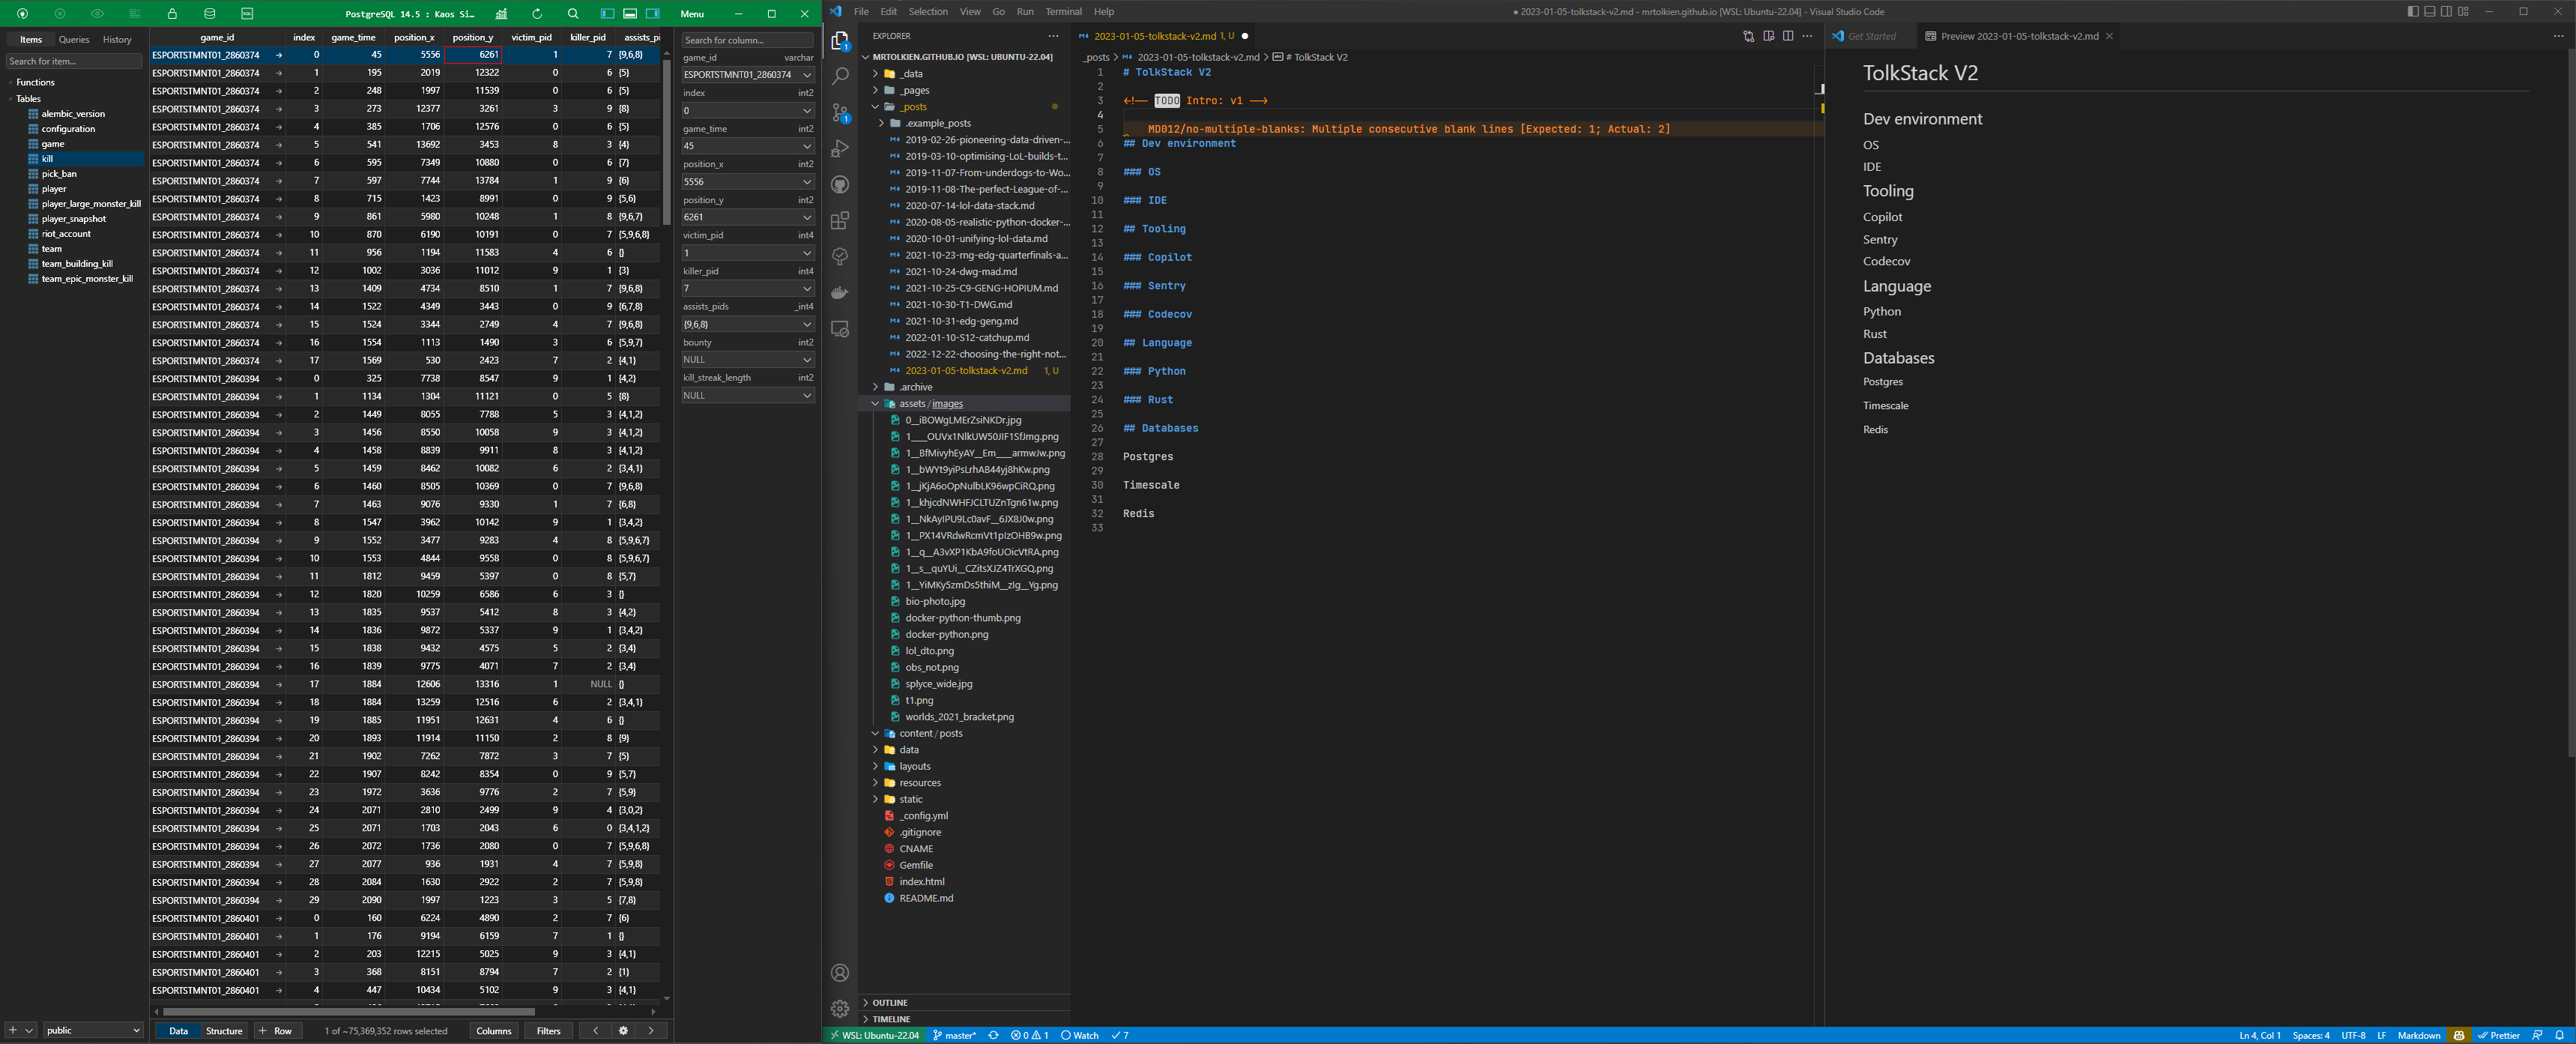 PostgreSQL 14.5 : Kaos Si...
Menu
Items Queries History
Search for item...
Functions
Tables
alembic_version
configuration
game
kill
pick_ban
player
player_large_monster_kill
player_snapshot
riot_account
team
team_building_kill
team_epic_monster_kill
public
game_id index game_time position_x position_y victim_pid killer_pid assists_pi
ESPORTSTMNT01_2860374 → 0 45 5556 6261 1 7 {9,6,8}
ESPORTSTMNT01_2860374 → 1 195 2019 12322 0 6 {5}
ESPORTSTMNT01_2860374 → 2 248 1997 11539 0 6 {5}
ESPORTSTMNT01_2860374 → 3 273 12377 3261 3 9 {8}
ESPORTSTMNT01_2860374 → 4 385 1706 12576 0 6 {5}
ESPORTSTMNT01_2860374 → 5 541 13692 3453 8 3 {4}
ESPORTSTMNT01_2860374 → 6 595 7349 10880 0 6 {7}
ESPORTSTMNT01_2860374 → 7 597 7744 13784 1 9 {6}
ESPORTSTMNT01_2860374 → 8 715 1423 8991 0 9 {5,6}
ESPORTSTMNT01_2860374 → 9 861 5980 10248 1 8 {9,6,7}
ESPORTSTMNT01_2860374 → 10 870 6190 10191 0 7 {5,9,6,8}
ESPORTSTMNT01_2860374 → 11 956 1194 11583 4 6 {}
ESPORTSTMNT01_2860374 → 12 1002 3036 11012 9 1 {3}
ESPORTSTMNT01_2860374 → 13 1409 4734 8510 1 7 {9,6,8}
ESPORTSTMNT01_2860374 → 14 1522 4349 3443 0 9 {6,7,8}
ESPORTSTMNT01_2860374 → 15 1524 3344 2749 4 7 {9,6,8}
ESPORTSTMNT01_2860374 → 16 1554 1113 1490 3 6 {5,9,7}
ESPORTSTMNT01_2860374 → 17 1569 530 2423 7 2 {4,1}
ESPORTSTMNT01_2860394 → 0 325 7738 8547 9 1 {4,2}
ESPORTSTMNT01_2860394 → 1 1134 1304 11121 0 5 {8}
ESPORTSTMNT01_2860394 → 2 1449 8055 7788 5 3 {4,1,2}
ESPORTSTMNT01_2860394 → 3 1456 8550 10058 9 3 {4,1,2}
ESPORTSTMNT01_2860394 → 4 1458 8839 9911 8 3 {4,1,2}
ESPORTSTMNT01_2860394 → 5 1459 8462 10082 6 2 {3,4,1}
ESPORTSTMNT01_2860394 → 6 1460 8505 10369 0 7 {9,6,8}
ESPORTSTMNT01_2860394 → 7 1463 9076 9330 1 7 {6,8}
ESPORTSTMNT01_2860394 → 8 1547 3962 10142 9 1 {3,4,2}
ESPORTSTMNT01_2860394 → 9 1552 3477 9283 4 8 {5,9,6,7}
ESPORTSTMNT01_2860394 → 10 1553 4844 9558 0 8 {5,9,6,7}
ESPORTSTMNT01_2860394 → 11 1812 9459 5397 0 8 {5,7}
ESPORTSTMNT01_2860394 → 12 1820 10259 6586 6 3 {}
ESPORTSTMNT01_2860394 → 13 1835 9537 5412 8 3 {4,2}
ESPORTSTMNT01_2860394 → 14 1836 9872 5337 9 1 {3,4,2}
ESPORTSTMNT01_2860394 → 15 1838 9432 4575 5 2 {3,4}
ESPORTSTMNT01_2860394 → 16 1839 9775 4071 7 2 {3,4}
ESPORTSTMNT01_2860394 → 17 1884 12606 13316 1 NULL {}
ESPORTSTMNT01_2860394 → 18 1884 13259 12516 6 2 {3,4,1}
ESPORTSTMNT01_2860394 → 19 1885 11951 12631 4 6 {}
ESPORTSTMNT01_2860394 → 20 1893 11914 11150 2 8 {9}
ESPORTSTMNT01_2860394 → 21 1902 7262 7872 3 7 {5}
ESPORTSTMNT01_2860394 → 22 1907 8242 8354 0 9 {5,7}
ESPORTSTMNT01_2860394 → 23 1972 3636 9776 2 7 {5,9}
ESPORTSTMNT01_2860394 → 24 2071 2810 2499 9 4 {3,0,2}
ESPORTSTMNT01_2860394 → 25 2071 1703 2043 6 0 {3,4,1,2}
ESPORTSTMNT01_2860394 → 26 2072 1736 2080 0 7 {5,9,6,8}
ESPORTSTMNT01_2860394 → 27 2077 936 1931 4 7 {5,9,8}
ESPORTSTMNT01_2860394 → 28 2084 1630 2922 2 7 {5,9,8}
ESPORTSTMNT01_2860394 → 29 2090 1997 1223 3 5 {7,8}
ESPORTSTMNT01_2860401 → 0 160 6224 4890 2 7 {6}
ESPORTSTMNT01_2860401 → 1 176 9194 6159 7 1 {}
ESPORTSTMNT01_2860401 → 2 203 12215 5025 9 3 {4,1}
ESPORTSTMNT01_2860401 → 3 368 8151 8794 7 2 {1}
ESPORTSTMNT01_2860401 → 4 447 10434 5102 9 3 {4,1}
Data Structure + Row 1 of ~75,369,352 rows selected Columns Filters
Search for column...
game_id varchar
ESPORTSTMNT01_2860374
index int2
0
game_time int2
45
position_x int2
5556
position_y int2
6261
victim_pid int4
1
killer_pid int4
7
assists_pids _int4
{9,6,8}
bounty int2
NULL
kill_streak_length int2
NULL
File Edit Selection View Go Run Terminal Help
● 2023-01-05-tolkstack-v2.md - mrtolkien.github.io [WSL: Ubuntu-22.04] - Visual Studio Code
EXPLORER
MRTOLKIEN.GITHUB.IO [WSL: UBUNTU-22.04]
_data
_pages
_posts
.example_posts
2019-02-26-pioneering-data-driven-...
2019-03-10-optimising-LoL-builds-t...
2019-11-07-From-underdogs-to-Wo...
2019-11-08-The-perfect-League-of-...
2020-07-14-lol-data-stack.md
2020-08-05-realistic-python-docker-...
2020-10-01-unifying-lol-data.md
2021-10-23-rng-edg-quarterfinals-a...
2021-10-24-dwg-mad.md
2021-10-25-C9-GENG-HOPIUM.md
2021-10-30-T1-DWG.md
2021-10-31-edg-geng.md
2022-01-10-S12-catchup.md
2022-12-22-choosing-the-right-not...
2023-01-05-tolkstack-v2.md 1, U
.archive
assets / images
0__iBOWgLMErZsiNKDr.jpg
1____OUVx1NlkUW50JIF1SfJmg.png
1__BfMivyhEyAY__Em____armwJw.png
1__bWYt9yiPsLrhAB44yj8hKw.png
1__jKjA6oOpNulbLK96wpCiRQ.png
1__khjcdNWHFJCLTUZnTgn61w.png
1__NkAyIPU9Lc0avF__6JX8J0w.png
1__PX14VRdwRcmVt1pIzOHB9w.png
1__q__A3vXP1KbA9foUOicVtRA.png
1__s__quYUi__CZitsXJZ4TrXGQ.png
1__YiMKy5zmDs5thiM__zIg__Yg.png
bio-photo.jpg
docker-python-thumb.png
docker-python.png
lol_dto.png
obs_not.png
splyce_wide.jpg
t1.png
worlds_2021_bracket.png
content / posts
data
layouts
resources
static
_config.yml
.gitignore
CNAME
Gemfile
index.html
README.md
OUTLINE
TIMELINE
2023-01-05-tolkstack-v2.md 1, U ●
_posts > 2023-01-05-tolkstack-v2.md > # TolkStack V2
1 # TolkStack V2
2
3 <!-- TODO Intro: v1 -->
4
5 MD012/no-multiple-blanks: Multiple consecutive blank lines [Expected: 1; Actual: 2]
6 ## Dev environment
7
8 ### OS
9
10 ### IDE
11
12 ## Tooling
13
14 ### Copilot
15
16 ### Sentry
17
18 ### Codecov
19
20 ## Language
21
22 ### Python
23
24 ### Rust
25
26 ## Databases
27
28 Postgres
29
30 Timescale
31
32 Redis
33
Get Started
Preview 2023-01-05-tolkstack-v2.md
TolkStack V2
Dev environment
OS
IDE
Tooling
Copilot
Sentry
Codecov
Language
Python
Rust
Databases
Postgres
Timescale
Redis
WSL: Ubuntu-22.04 master* 0 1 Watch 7
Ln 4, Col 1 Spaces: 4 UTF-8 LF Markdown Prettier